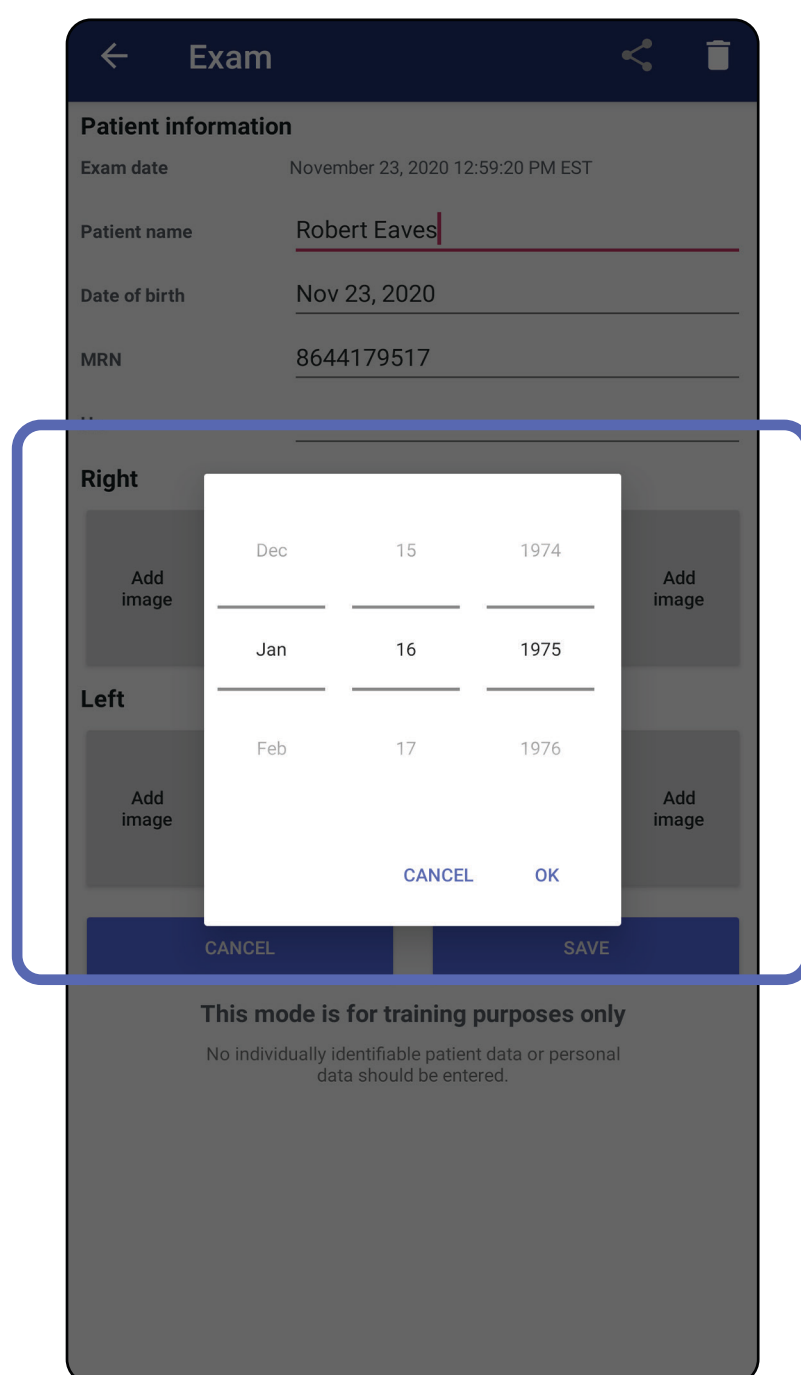 Exam
Patient information
Exam date November 23, 2020 12:59:20 PM EST
Patient name Robert Eaves
Date of birth Nov 23, 2020
MRN 8644179517
Right
Add
image
Add
image
Dec 15 1974
Jan 16 1975
Feb 17 1976
Left
Add
image
Add
image
CANCEL OK
CANCEL SAVE
This mode is for training purposes only
No individually identifiable patient data or personal
data should be entered.